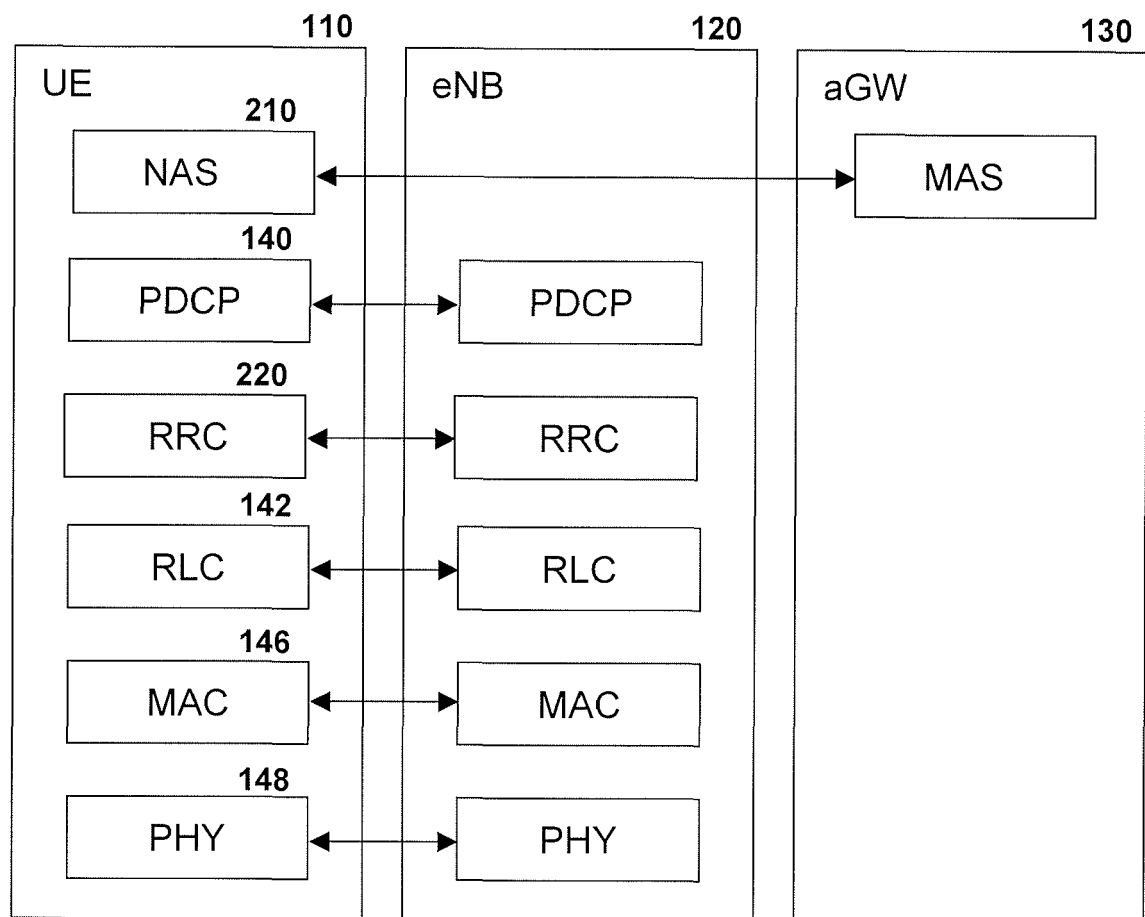 110 120 130
UE eNB aGW
210
NAS MAS
140
PDCP PDCP
220
RRC RRC
142
RLC RLC
146
MAC MAC
148
PHY PHY